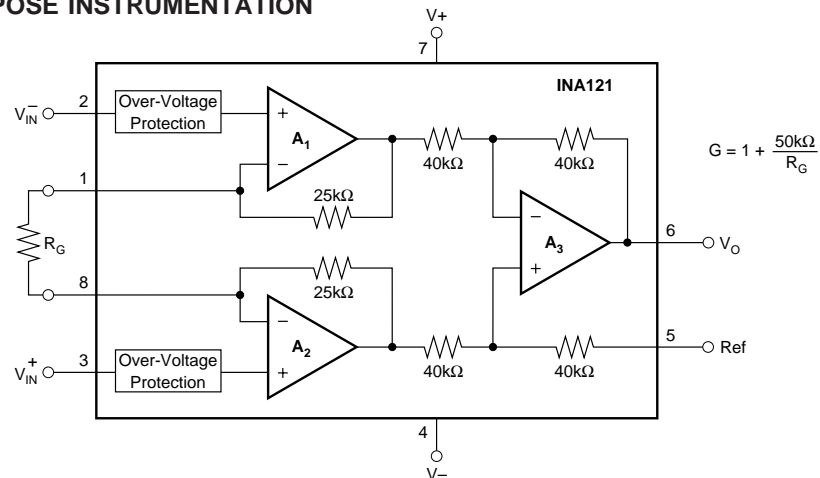 POSE INSTRUMENTATION
V+
7
INA121
2
V–IN
Over-Voltage
Protection
+
A1
–
40kΩ
40kΩ
G = 1 + 50kΩ
RG
1
25kΩ
RG
–
A3
+
6
VO
8
25kΩ
–
A2
+
5
Ref
3
V+IN
Over-Voltage
Protection
40kΩ
40kΩ
4
V–